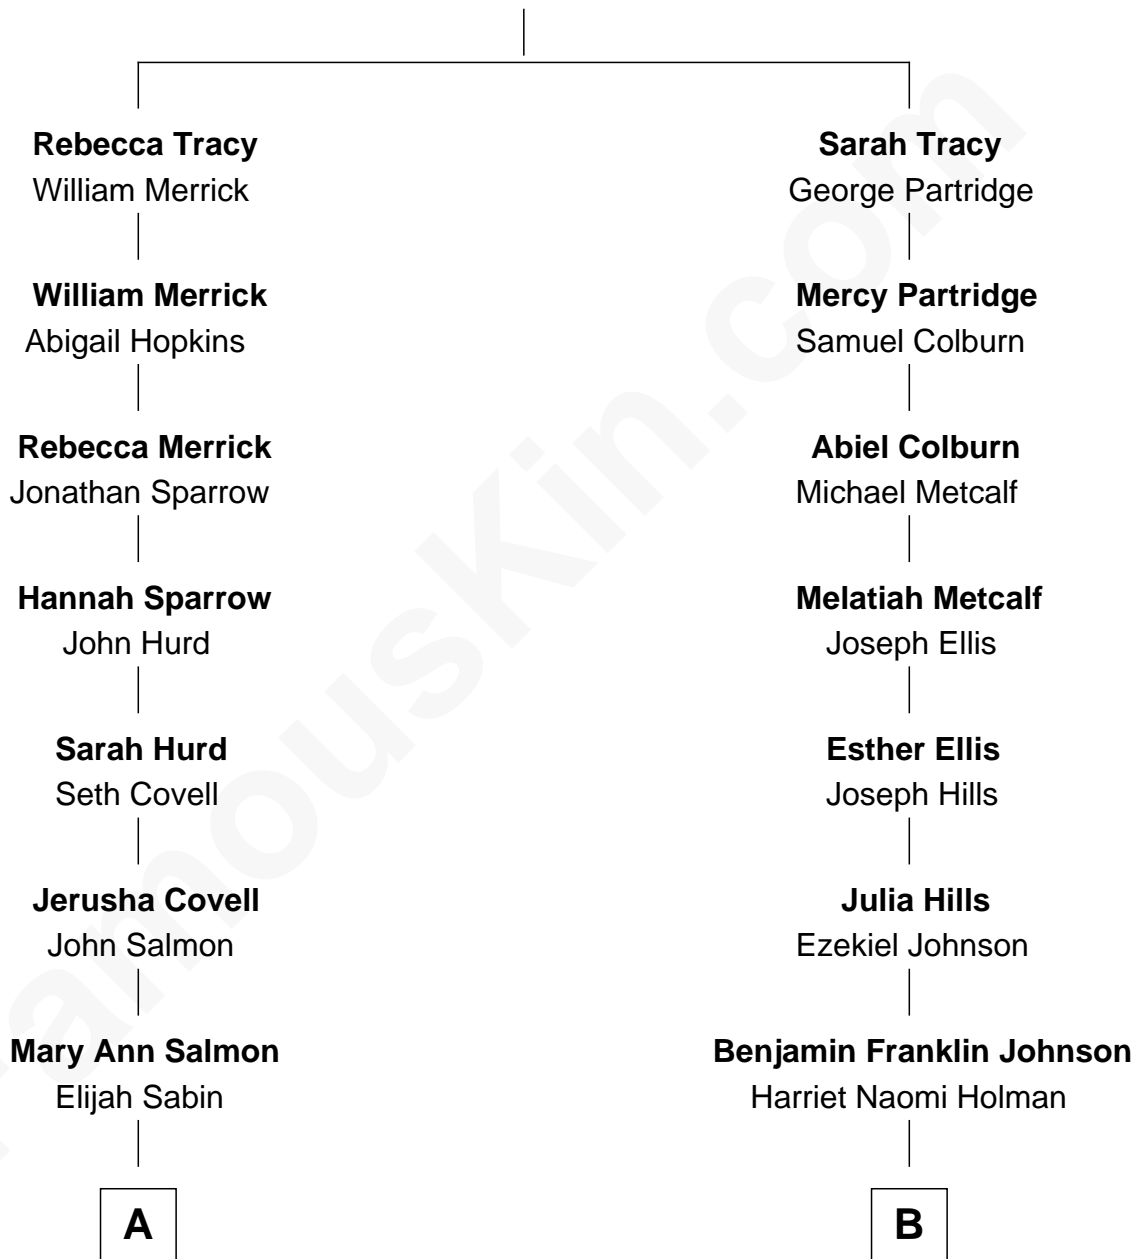 Rebecca Tracy
William Merrick
William Merrick
Abigail Hopkins
Rebecca Merrick
Jonathan Sparrow
Hannah Sparrow
John Hurd
Sarah Hurd
Seth Covell
Jerusha Covell
John Salmon
Mary Ann Salmon
Elijah Sabin
A
Sarah Tracy
George Partridge
Mercy Partridge
Samuel Colburn
Abiel Colburn
Michael Metcalf
Melatiah Metcalf
Joseph Ellis
Esther Ellis
Joseph Hills
Julia Hills
Ezekiel Johnson
Benjamin Franklin Johnson
Harriet Naomi Holman
B
FamousKin.com